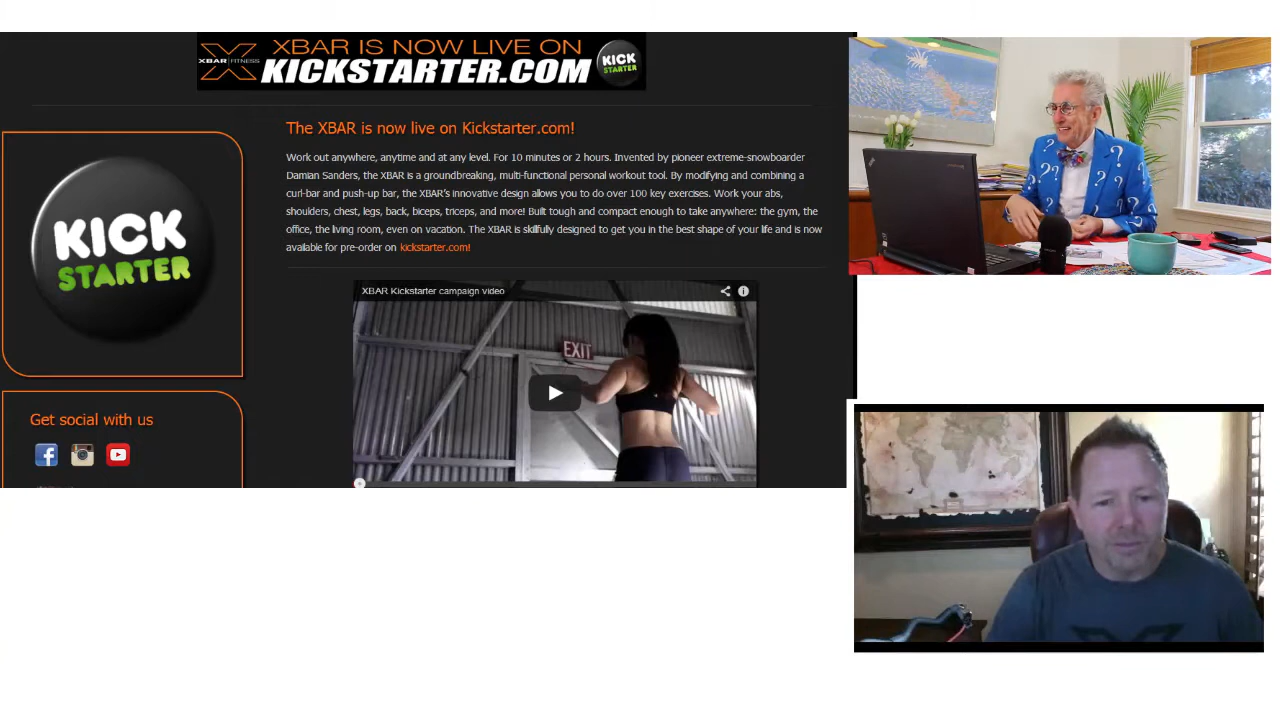 XBAR IS NOW LIVE ON
XBAR FITNESS
KICKSTARTER.COM!
KICK
STARTER
The XBAR is now live on Kickstarter.com!
Work out anywhere, anytime and at any level. For 10 minutes or 2 hours. Invented by pioneer extreme-snowboarder
Damian Sanders, the XBAR is a groundbreaking, multi-functional personal workout tool. By modifying and combining a
curl-bar and push-up bar, the XBAR's innovative design allows you to do over 100 key exercises. Work your abs,
shoulders, chest, legs, back, biceps, triceps, and more! Built tough and compact enough to take anywhere: the gym, the
office, the living room, even on vacation. The XBAR is skillfully designed to get you in the best shape of your life and is now
available for pre-order on kickstarter.com!
KICK
STARTER
XBAR Kickstarter campaign video
EXIT
Get social with us